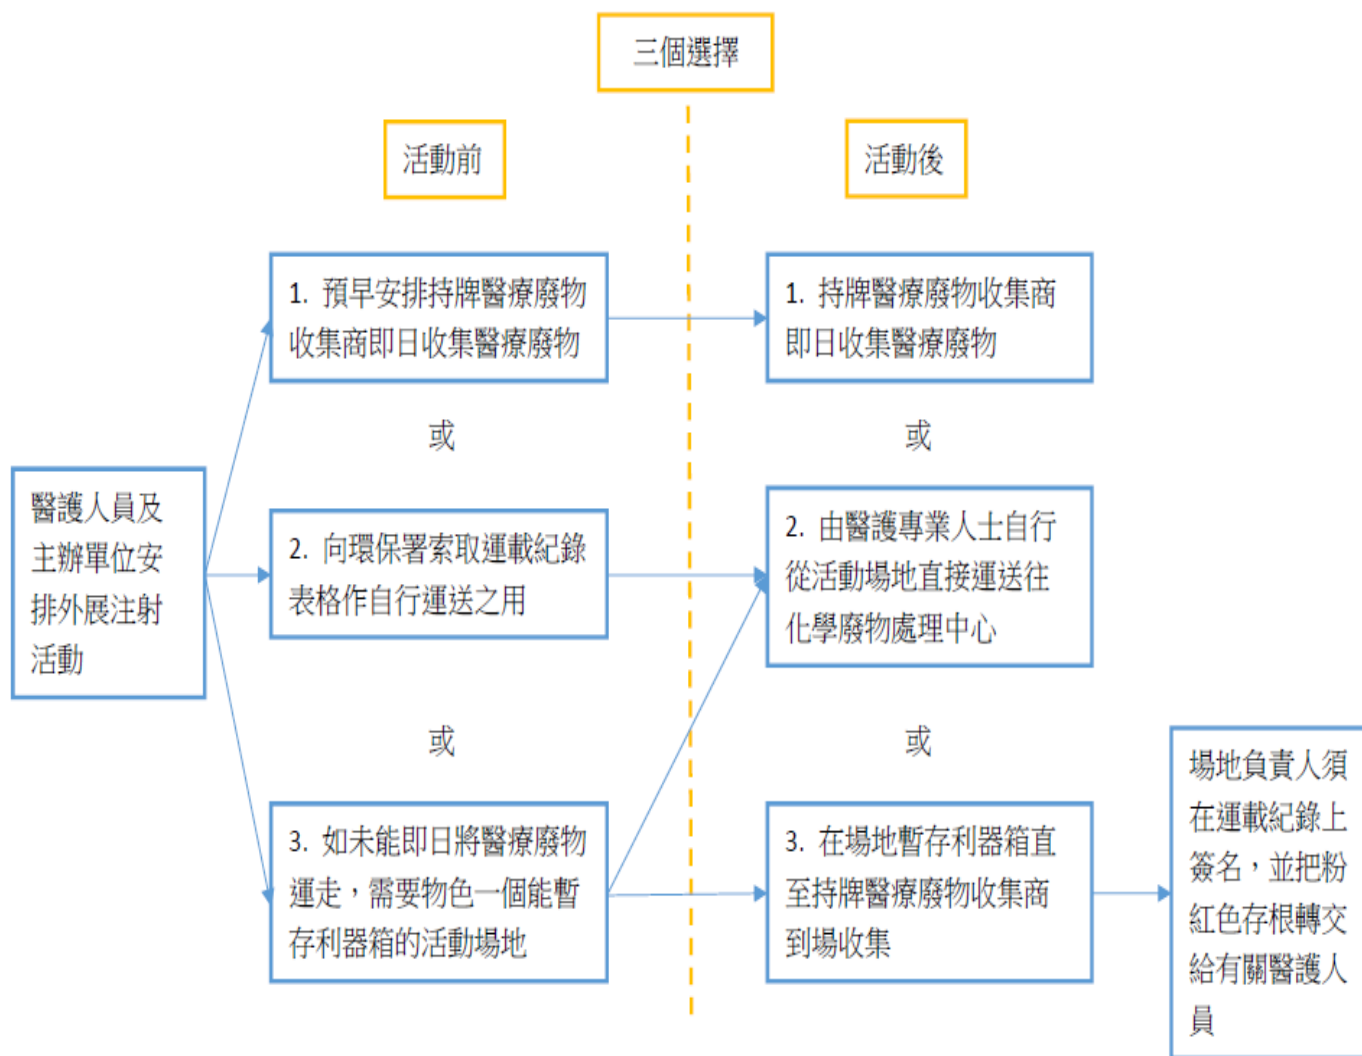 三個選擇
活動前
活動後
醫護人員及
主辦單位安
排外展注射
活動
1. 預早安排持牌醫療廢物
收集商即日收集醫療廢物
或
2. 向環保署索取運載紀錄
表格作自行運送之用
或
3. 如未能即日將醫療廢物
運走，需要物色一個能暫
存利器箱的活動場地
1. 持牌醫療廢物收集商
即日收集醫療廢物
或
2. 由醫護專業人士自行
從活動場地直接運送往
化學廢物處理中心
或
3. 在場地暫存利器箱直
至持牌醫療廢物收集商
到場收集
場地負責人須
在運載紀錄上
簽名，並把粉
紅色存根轉交
給有關醫護人
員